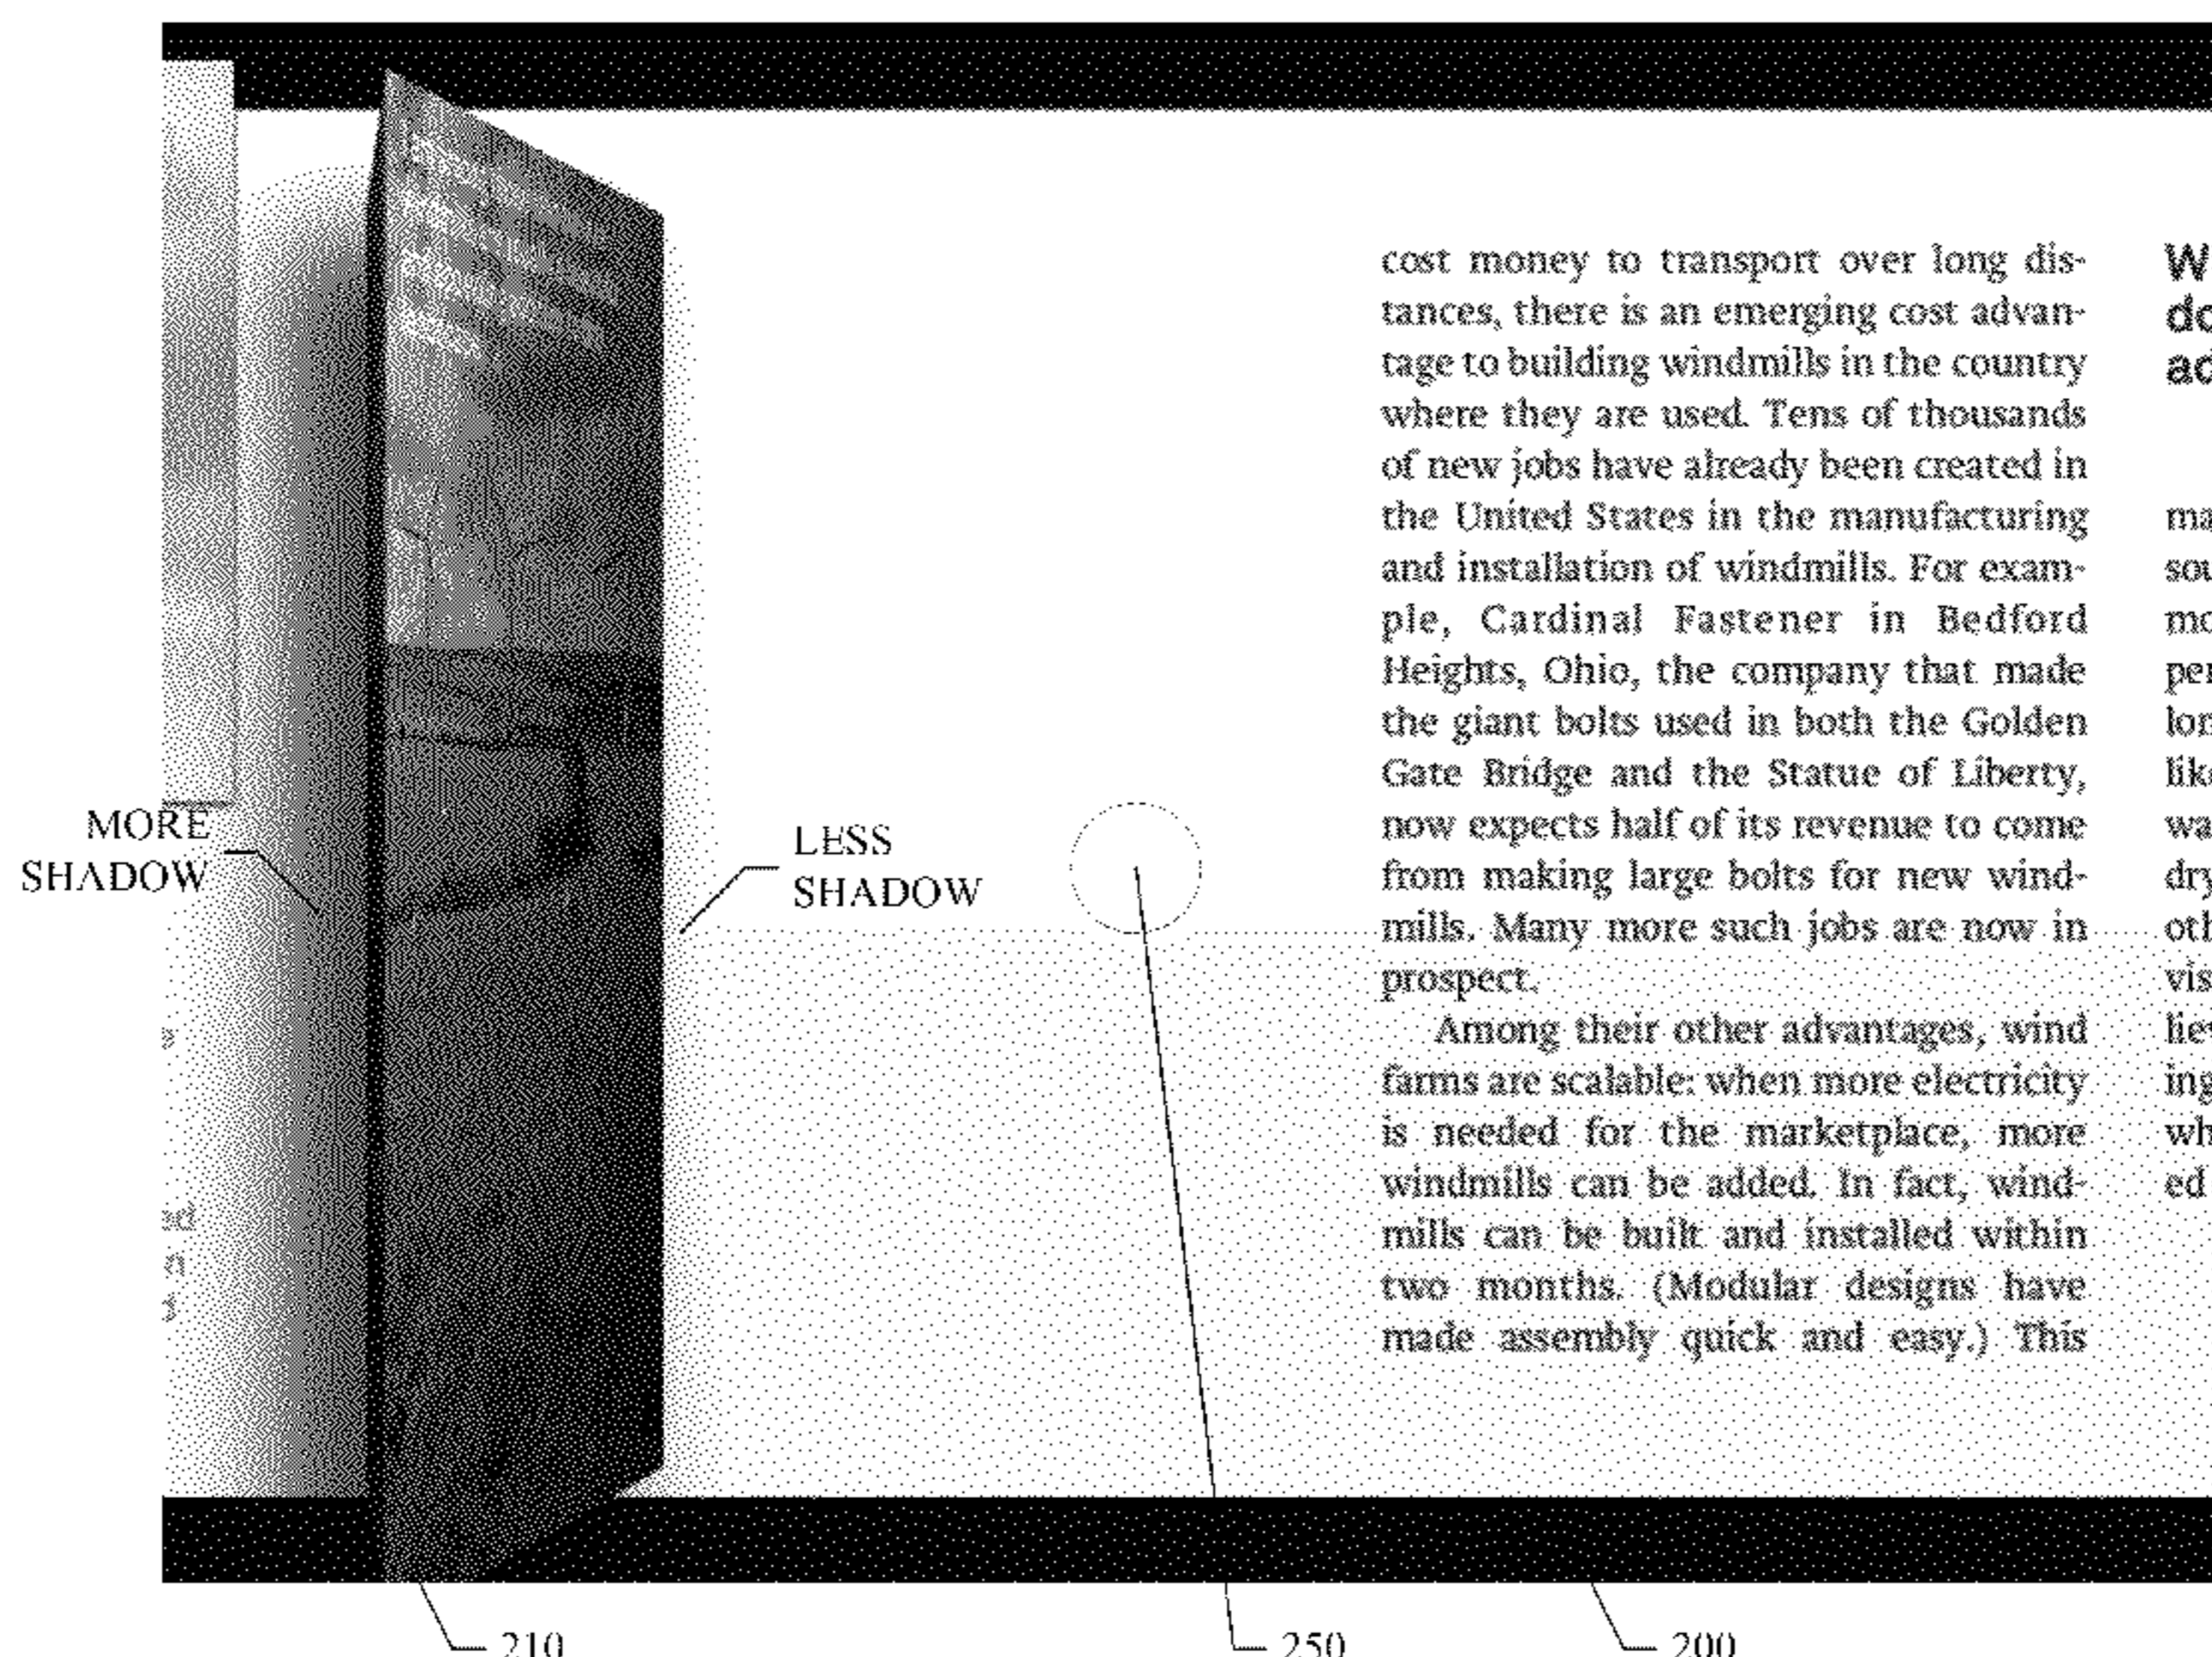 cost money to transport over long dis-
tances, there is an emerging cost advan-
tage to building windmills in the country
where they are used. Tens of thousands
of new jobs have already been created in
the United States in the manufacturing
and installation of windmills. For exam-
ple, Cardinal Fastener in Bedford
Heights, Ohio, the company that made
the giant bolts used in both the Golden
Gate Bridge and the Statue of Liberty,
now expects half of its revenue to come
from making large bolts for new wind-
mills. Many more such jobs are now in
prospect.
Among their other advantages, wind
farms are scalable: when more electricity
is needed for the marketplace, more
windmills can be added. In fact, wind-
mills can be built and installed within
two months. (Modular designs have
made assembly quick and easy.) This
MORE
SHADOW
LESS
SHADOW
ed
210
250
200